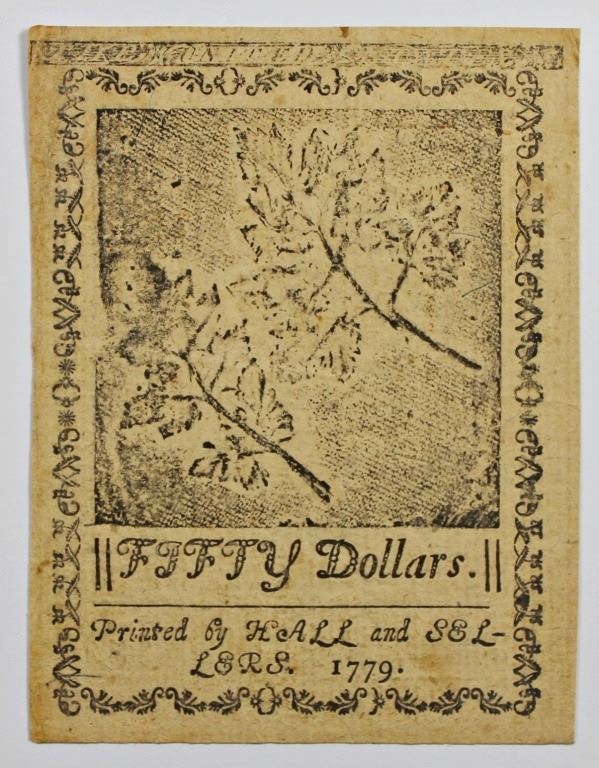 FIFTY Dollars.
Printed by HALL and SEL-
LERS. 1779.